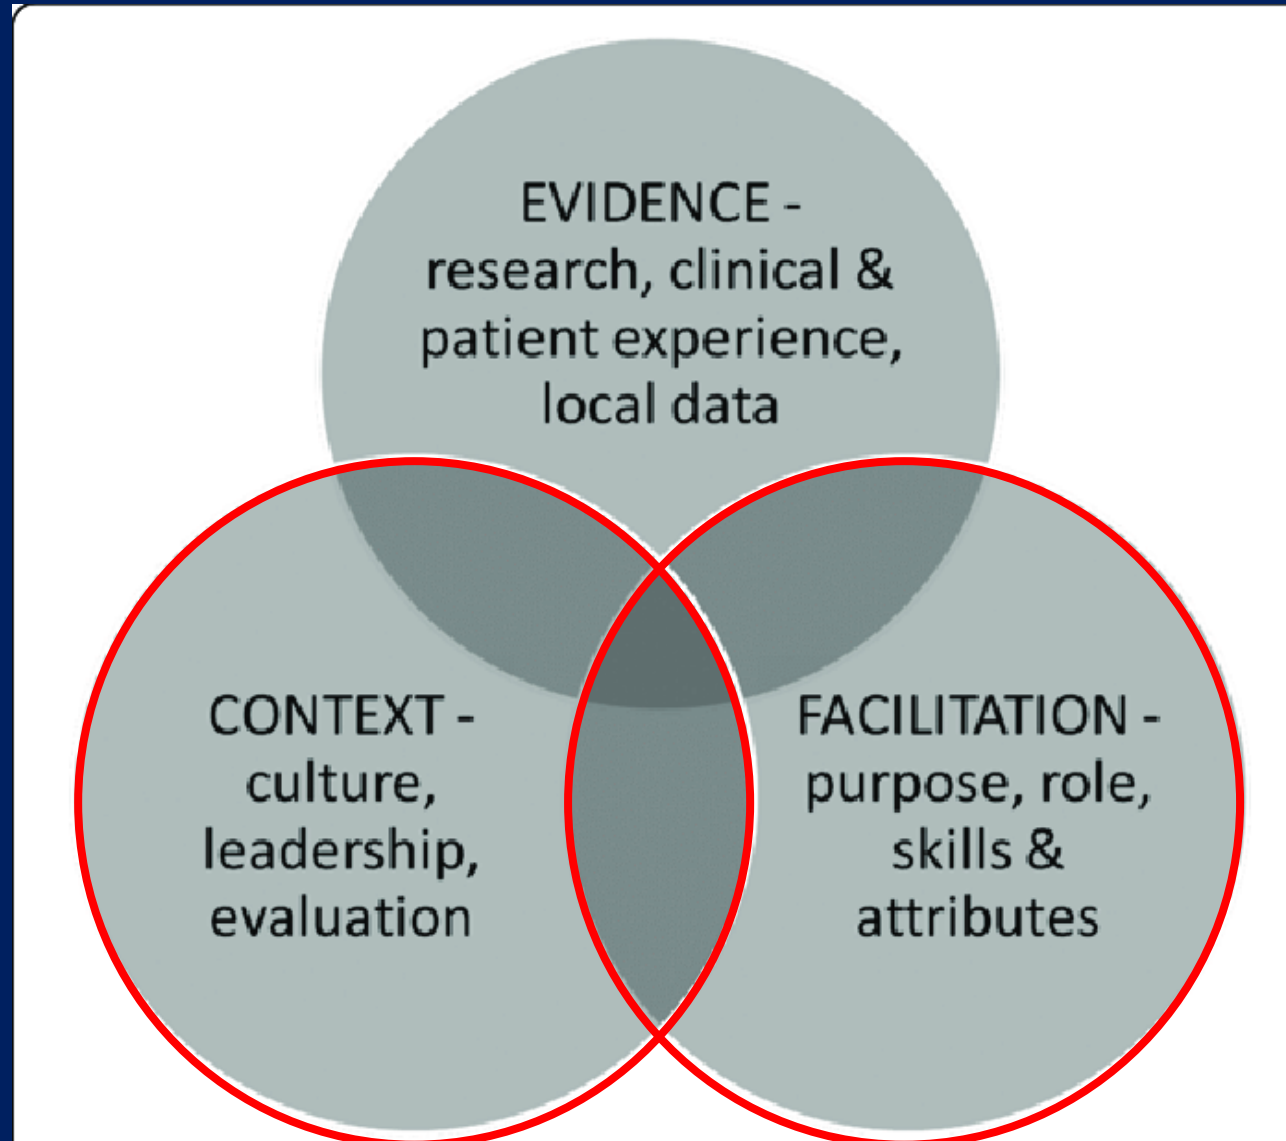 EVIDENCE -
research, clinical &
patient experience,
local data
CONTEXT -
culture,
leadership,
evaluation
FACILITATION -
purpose, role,
skills &
attributes